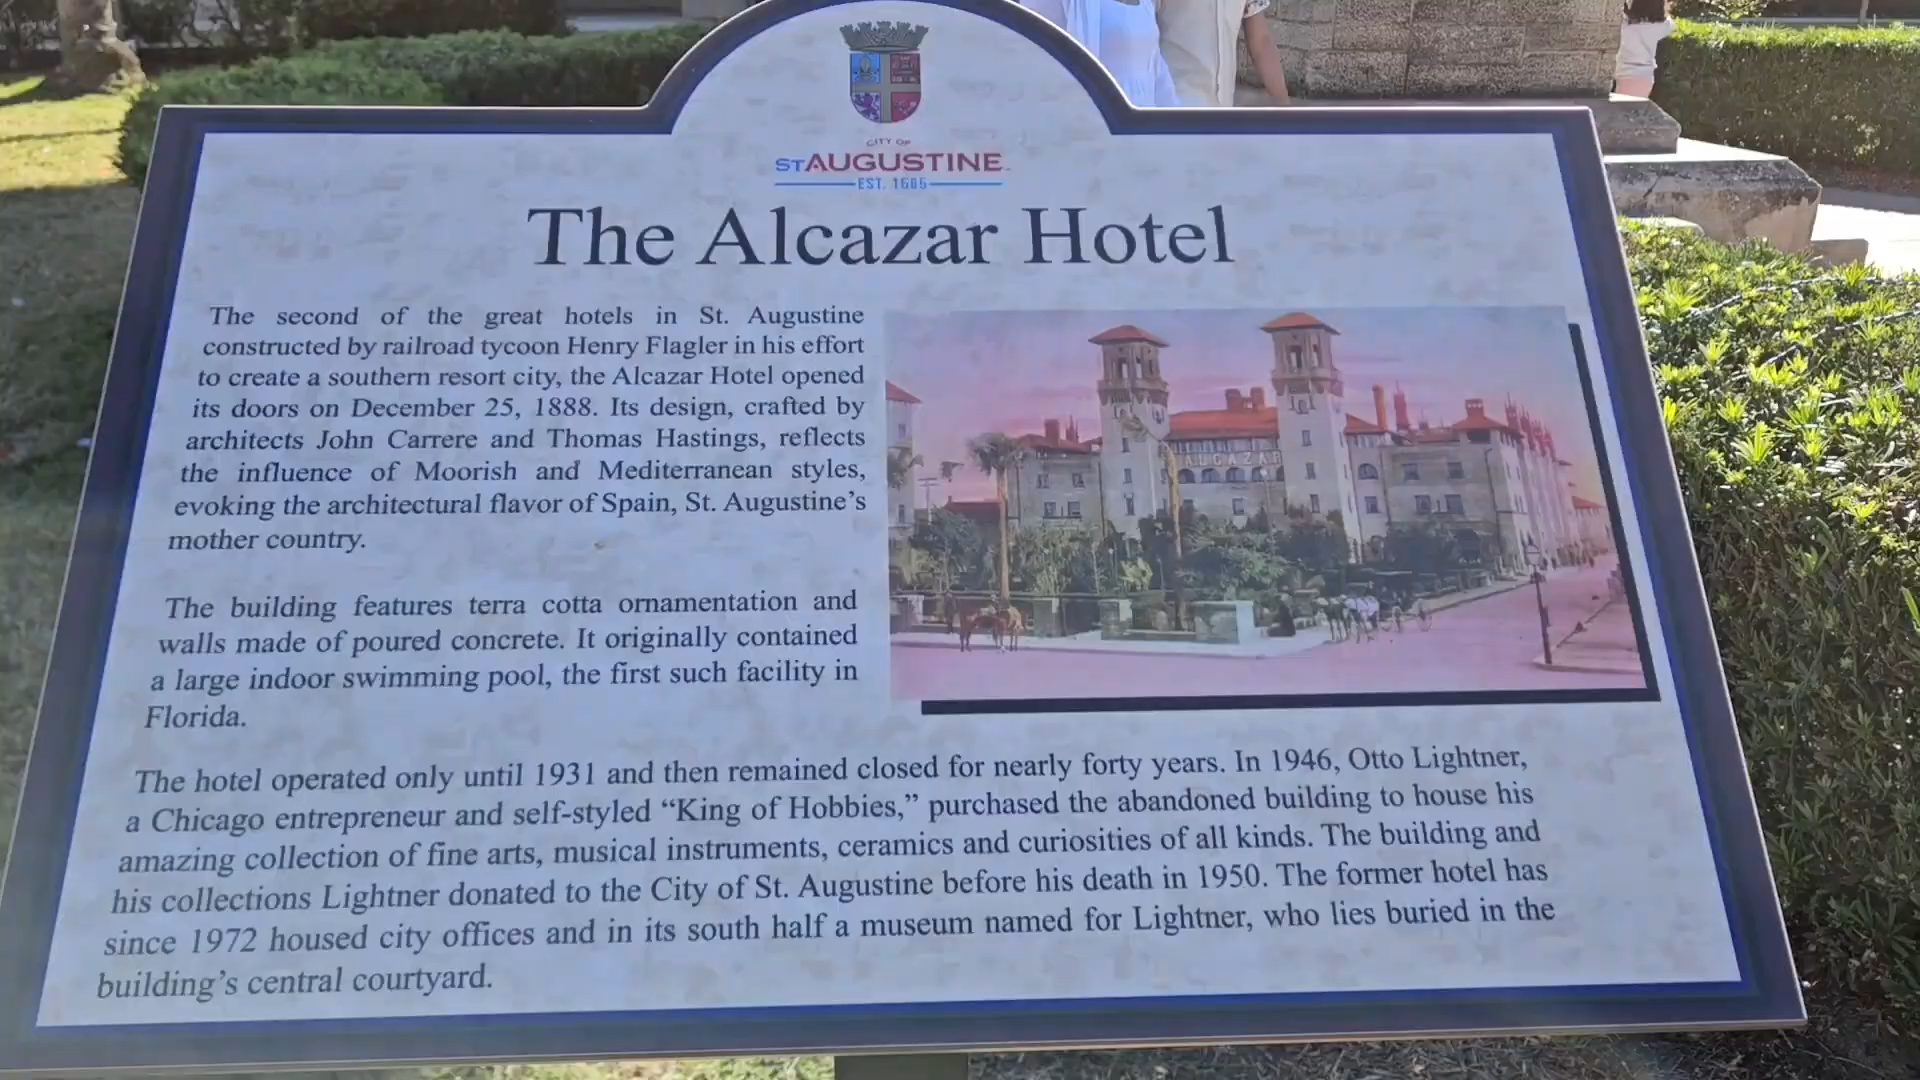 CITY OF
STAUGUSTINE
EST. 1565
The Alcazar Hotel
The second of the great hotels in St. Augustine
constructed by railroad tycoon Henry Flagler in his effort
to create a southern resort city, the Alcazar Hotel opened
its doors on December 25, 1888. Its design, crafted by
architects John Carrere and Thomas Hastings, reflects
the influence of Moorish and Mediterranean styles,
evoking the architectural flavor of Spain, St. Augustine's
mother country.
The building features terra cotta ornamentation and
walls made of poured concrete. It originally contained
a large indoor swimming pool, the first such facility in
Florida.
ALCAZAR
The hotel operated only until 1931 and then remained closed for nearly forty years. In 1946, Otto Lightner,
a Chicago entrepreneur and self-styled “King of Hobbies,” purchased the abandoned building to house his
amazing collection of fine arts, musical instruments, ceramics and curiosities of all kinds. The building and
his collections Lightner donated to the City of St. Augustine before his death in 1950. The former hotel has
since 1972 housed city offices and in its south half a museum named for Lightner, who lies buried in the
building's central courtyard.